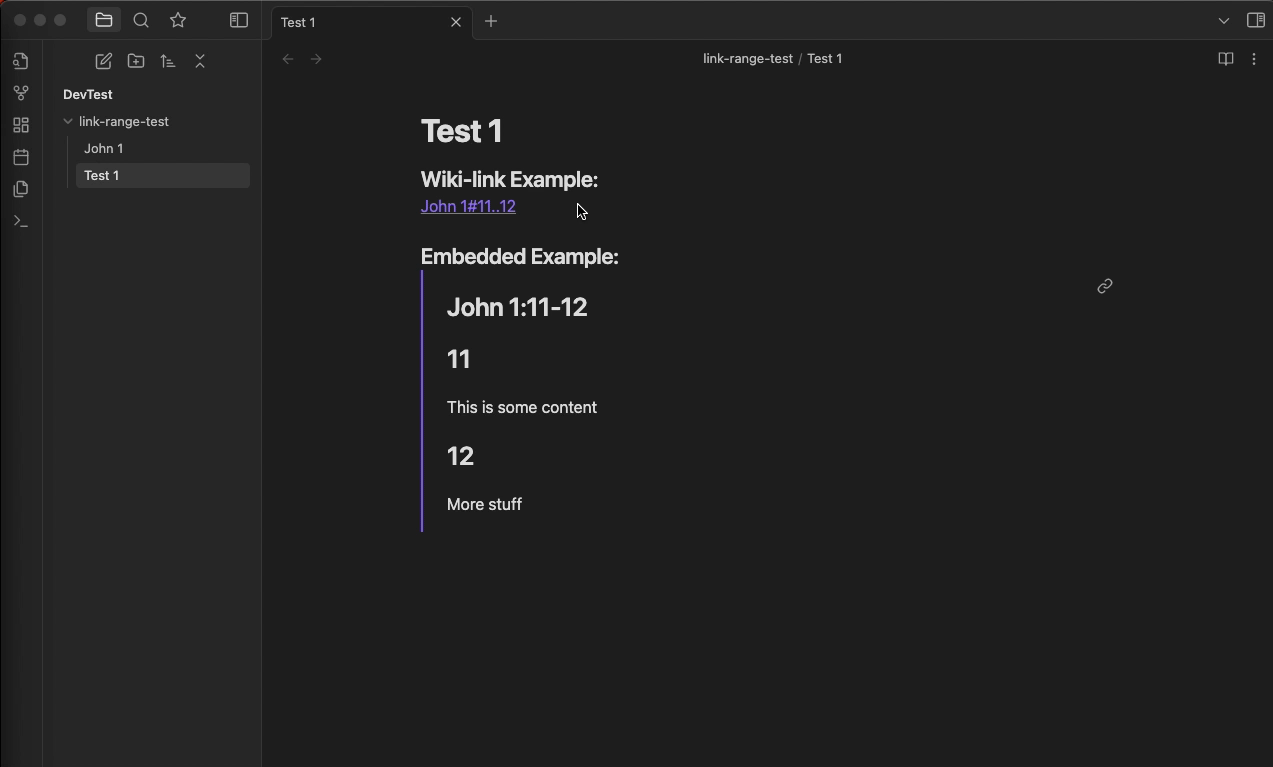 Test 1
link-range-test / Test 1
DevTest
link-range-test
John 1
Test 1
Test 1
Wiki-link Example:
John 1#11..12
Embedded Example:
John 1:11-12
11
This is some content
12
More stuff